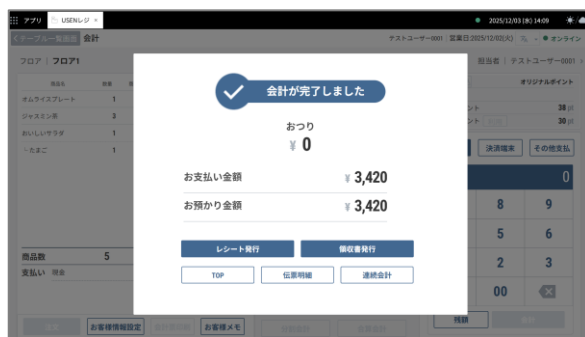 アプリ USENレジ
2025/12/03 (水) 14:09
テーブル一覧画面 会計
テストユーザー0001 営業日:2025/12/02(火) オンライン
フロア | フロア1
担当者 | テストユーザー0001
商品名 数量
オムライスプレート 1
ジャスミン茶 3
おいしいサラダ 1
- たまご 1
商品数 5
支払い 現金
お客様情報設定
お客様メモ
会計が完了しました
おつり
¥ 0
お支払い金額 ¥ 3,420
お預かり金額 ¥ 3,420
レシート発行 領収書発行
TOP 伝票明細 連続会計
オリジナルポイント
38 pt
30 pt
決済端末 その他支払
0
8 9
5 6
2 3
00
残額